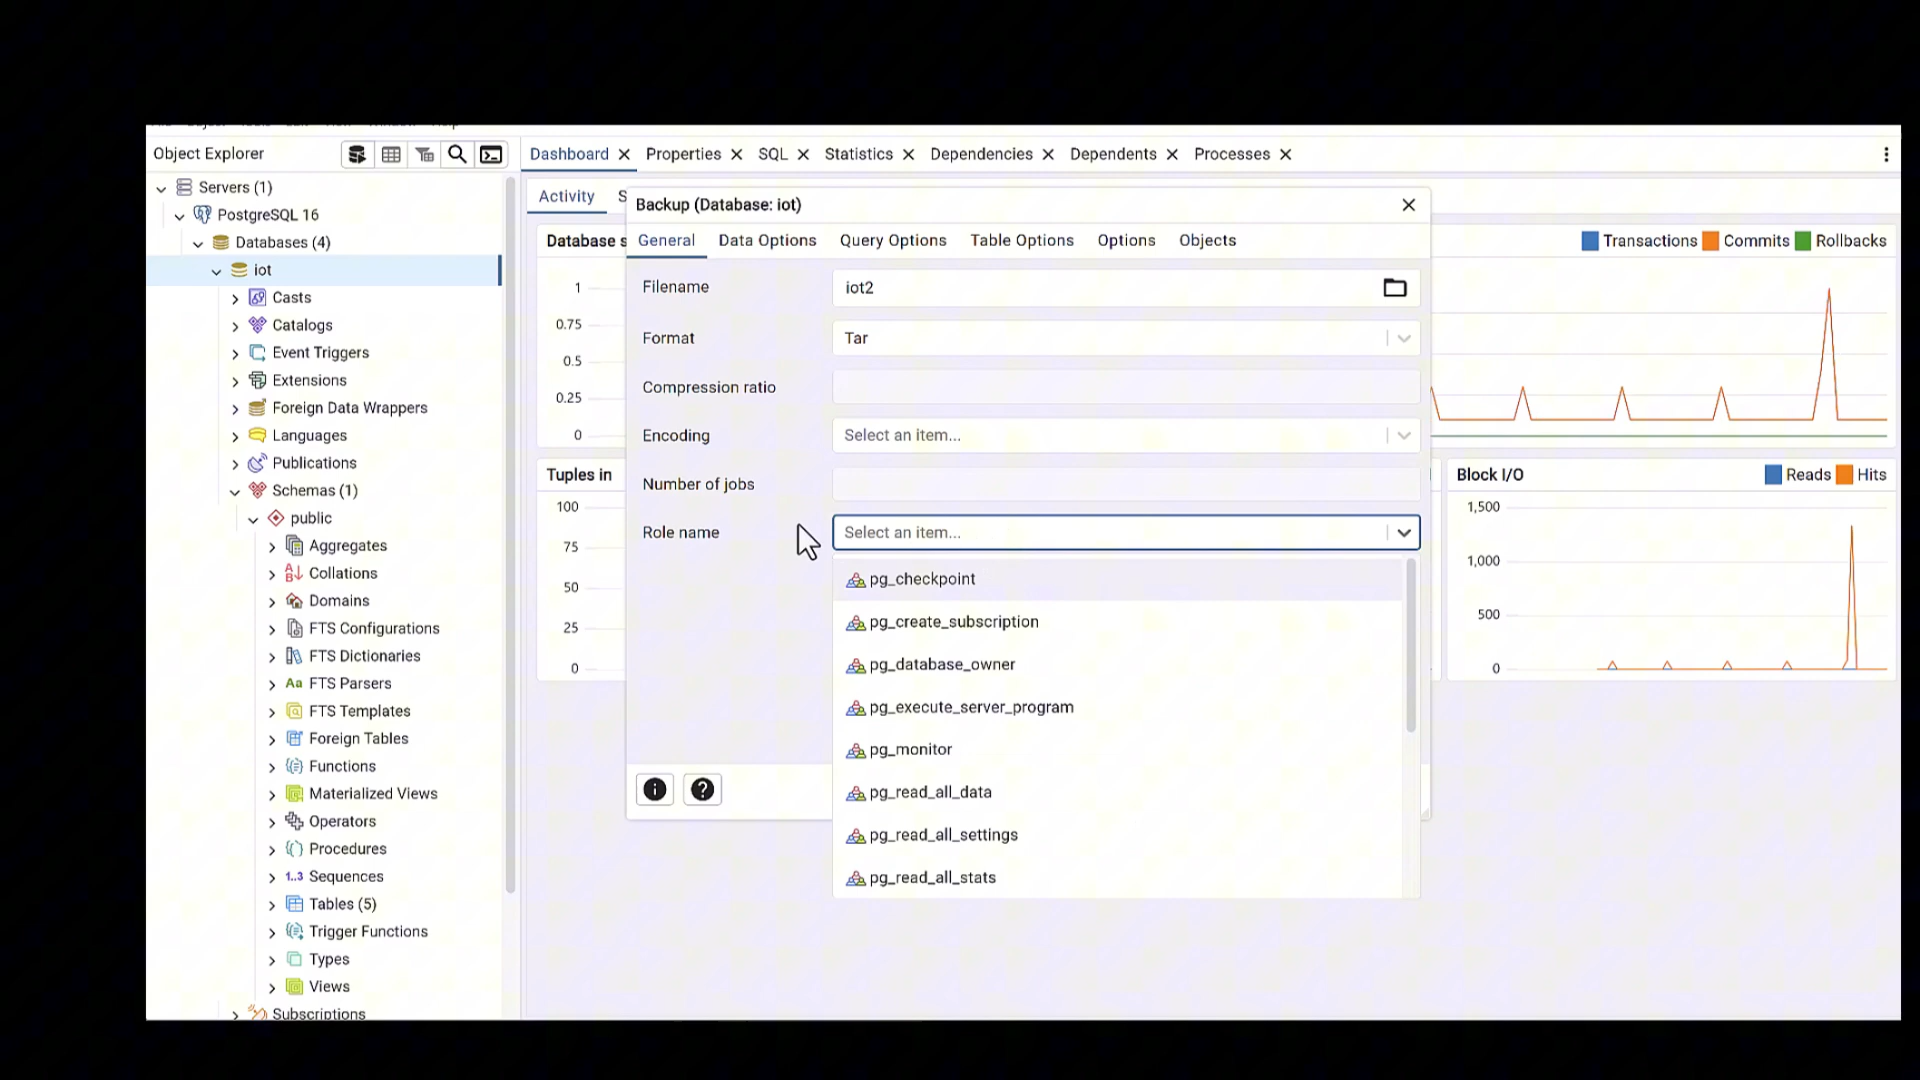 Object Explorer
Dashboard
Properties
SQL
Statistics
Dependencies
Dependents
Processes
Servers (1)
PostgreSQL 16
Databases (4)
iot
Casts
Catalogs
Event Triggers
Extensions
Foreign Data Wrappers
Languages
Publications
Schemas (1)
public
Aggregates
Collations
Domains
FTS Configurations
FTS Dictionaries
Aa FTS Parsers
FTS Templates
Foreign Tables
Functions
Materialized Views
Operators
Procedures
1..3 Sequences
Tables (5)
Trigger Functions
Types
Views
Subscriptions
Activity S
Database s
1
0.75
0.5
0.25
0
Tuples in
100
75
50
25
0
Backup (Database: iot)
General
Data Options
Query Options
Table Options
Options
Objects
Filename
iot2
Format
Tar
Compression ratio
Encoding
Select an item...
Number of jobs
Role name
Select an item...
pg_checkpoint
pg_create_subscription
pg_database_owner
pg_execute_server_program
pg_monitor
pg_read_all_data
pg_read_all_settings
pg_read_all_stats
Transactions Commits Rollbacks
Block I/O
Reads Hits
1,500
1,000
500
0